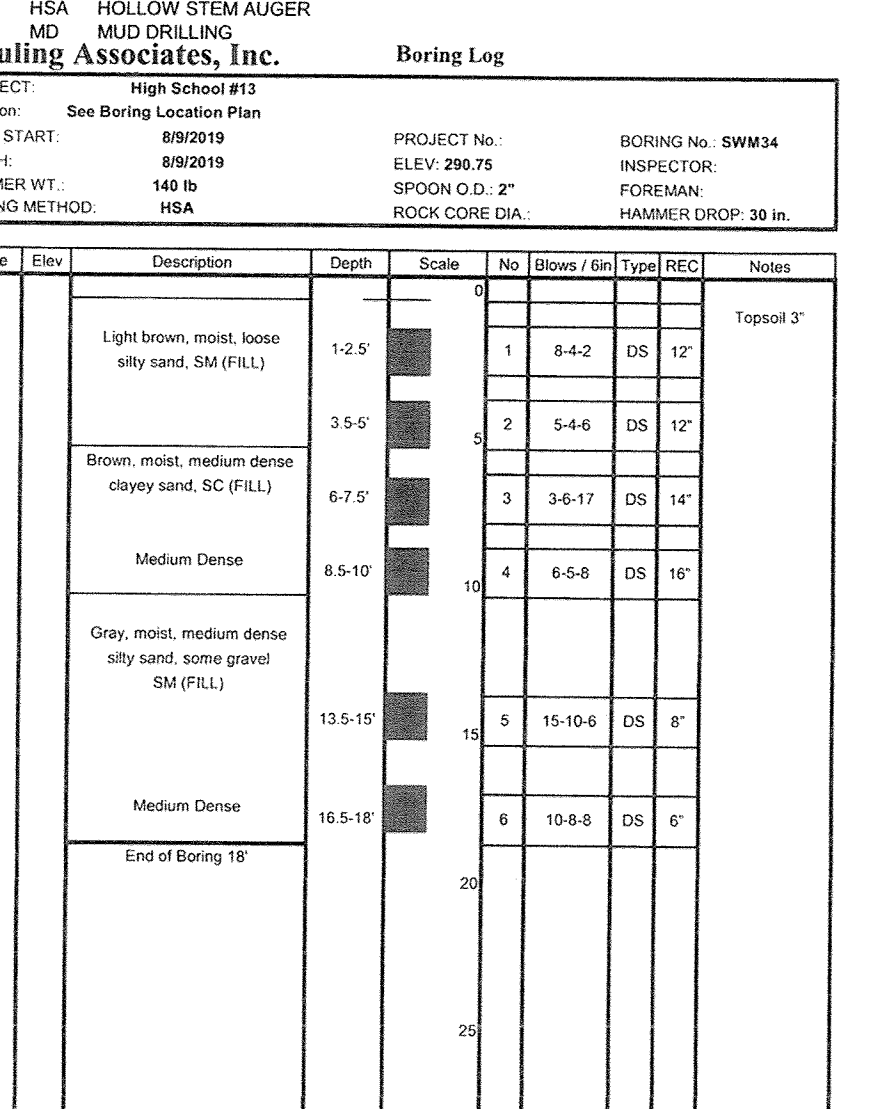 HSA HOLLOW STEM AUGER
MD MUD DRILLING
uling Associates, Inc. Boring Log
ECT: High School #13
on: See Boring Location Plan
START: 8/9/2019 PROJECT No.: BORING No.: SWM34
H: 8/9/2019 ELEV: 290.75 INSPECTOR:
MER WT.: 140 lb SPOON O.D.: 2" FOREMAN:
NG METHOD: HSA ROCK CORE DIA.: HAMMER DROP: 30 in.
e Elev Description Depth Scale No Blows / 6in Type REC Notes
0
Topsoil 3"
Light brown, moist, loose
silty sand, SM (FILL)
1-2.5' 1 8-4-2 DS 12"
3.5-5' 2 5-4-6 DS 12"
5
Brown, moist, medium dense
clayey sand, SC (FILL)
6-7.5' 3 3-6-17 DS 14"
Medium Dense
8.5-10' 4 6-5-8 DS 16"
10
Gray, moist, medium dense
silty sand, some gravel
SM (FILL)
13.5-15' 5 15-10-6 DS 8"
15
Medium Dense
16.5-18' 6 10-8-8 DS 6"
End of Boring 18'
20
25